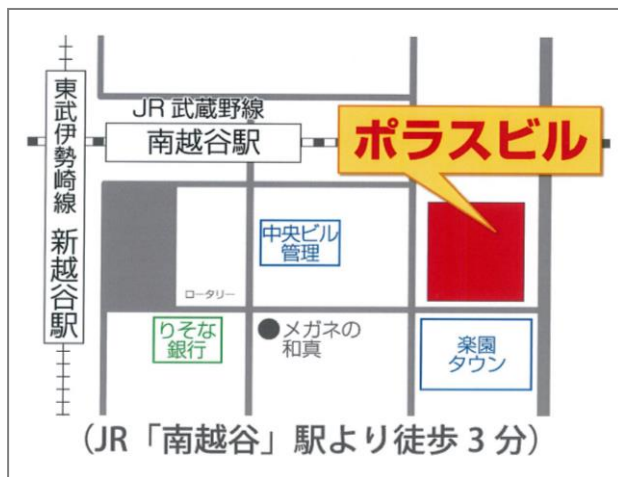 JR 武蔵野線
南越谷駅
ポラスビル
東武伊勢崎線 新越谷駅
中央ビル
管理
ロータリー
りそな
銀行
メガネの
和真
楽園
タウン
(JR「南越谷」駅より徒歩3分)